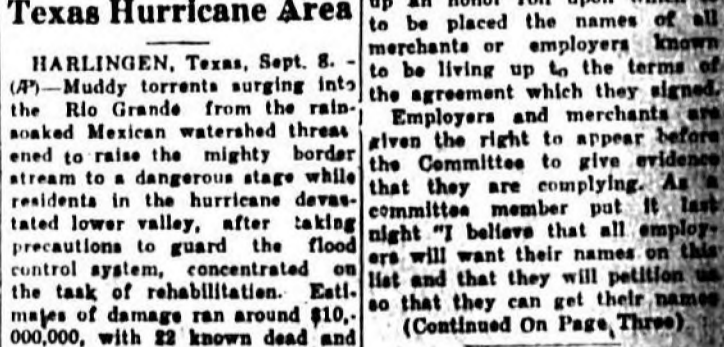 Texas Hurricane Area
HARLINGEN, Texas, Sept. 8. -
(AP)—Muddy torrents surging into
the Rio Grande from the rain-
soaked Mexican watershed threat
ened to raise the mighty border
stream to a dangerous stage while
residents in the hurricane devas-
tated lower valley, after taking
precautions to guard the flood
control system, concentrated on
the task of rehabilitation. Esti-
mates of damage ran around $10,-
000,000, with 22 known dead and
to be placed the names of all
merchants or employers known
to be living up to the terms of
the agreement which they signed.
Employers and merchants are
given the right to appear before
the Committee to give evidence
that they are complying. As a
committee member put it last
night "I believe that all employ-
ers will want their names on this
list and that they will petition us
so that they can get their names
(Continued On Page Three)